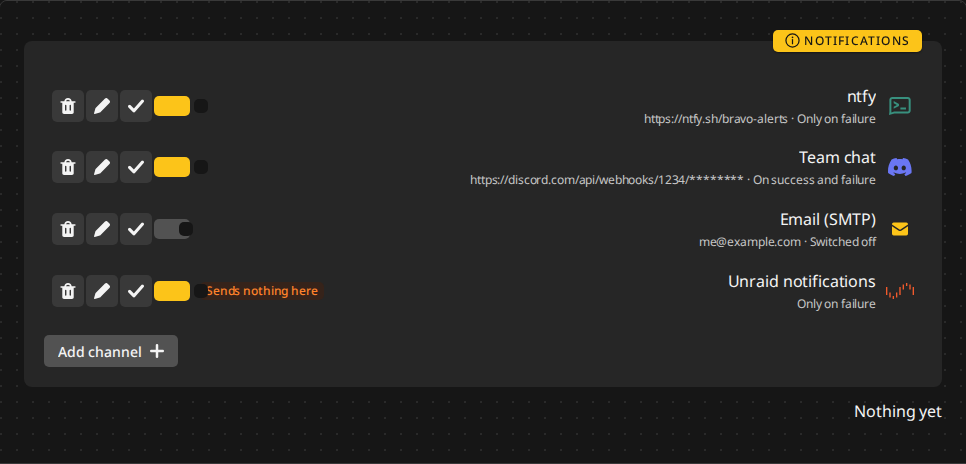 NOTIFICATIONS
ntfy
https://ntfy.sh/bravo-alerts · Only on failure
Team chat
https://discord.com/api/webhooks/1234/******** · On success and failure
Email (SMTP)
me@example.com · Switched off
Unraid notifications
Sends nothing here
Only on failure
Add channel
Nothing yet